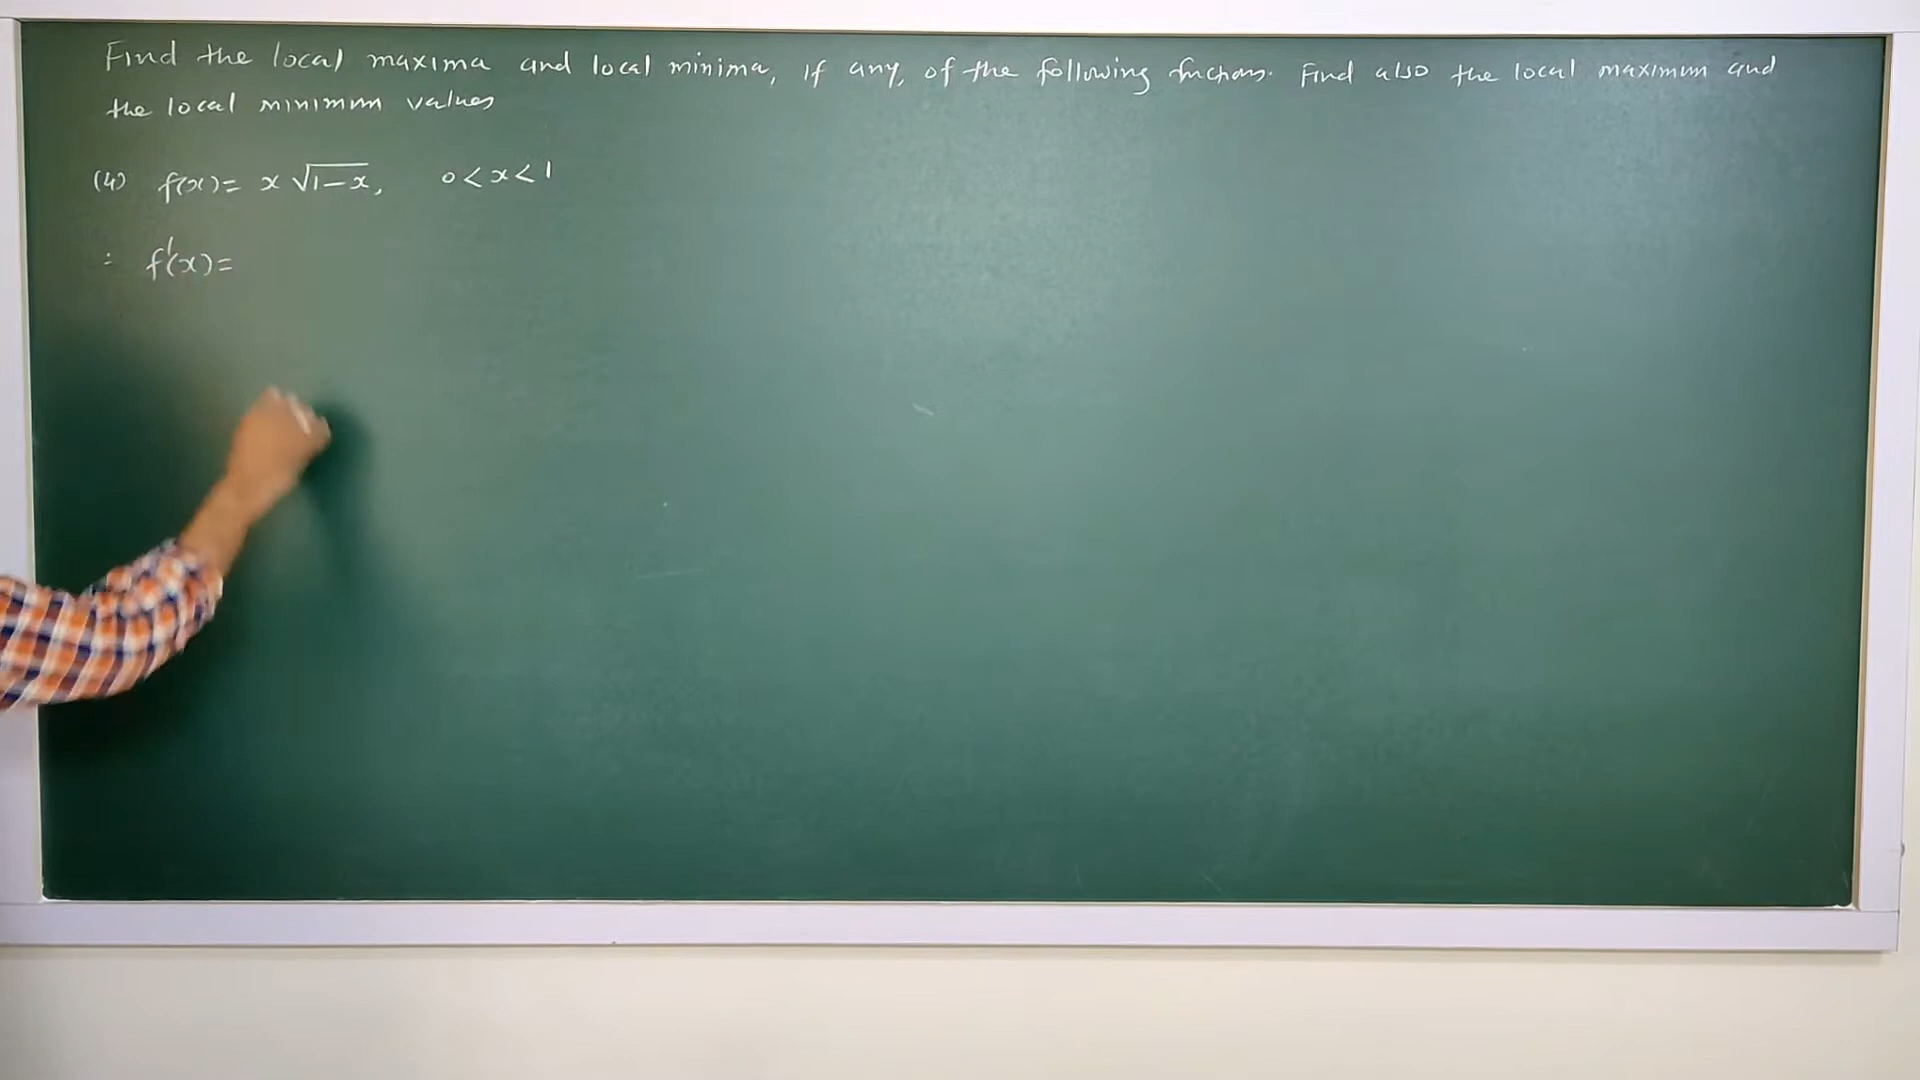 Find the local maxima and local minima, if any, of the following functions. Find also the local maximum and
the local minimum values
(4) f(x) = x √1-x, 0 < x < 1
: f'(x) =